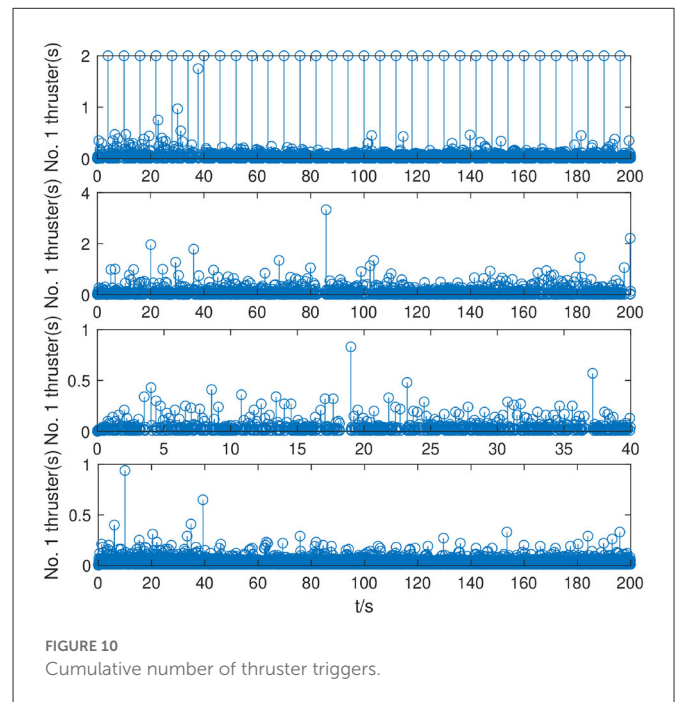 2
1
0
No. 1 thruster(s)
0 20 40 60 80 100 120 140 160 180 200
4
2
0
No. 1 thruster(s)
0 20 40 60 80 100 120 140 160 180 200
1
0.5
0
No. 1 thruster(s)
0 5 10 15 20 25 30 35 40
1
0.5
0
No. 1 thruster(s)
0 20 40 60 80 100 120 140 160 180 200
t/s
FIGURE 10
Cumulative number of thruster triggers.